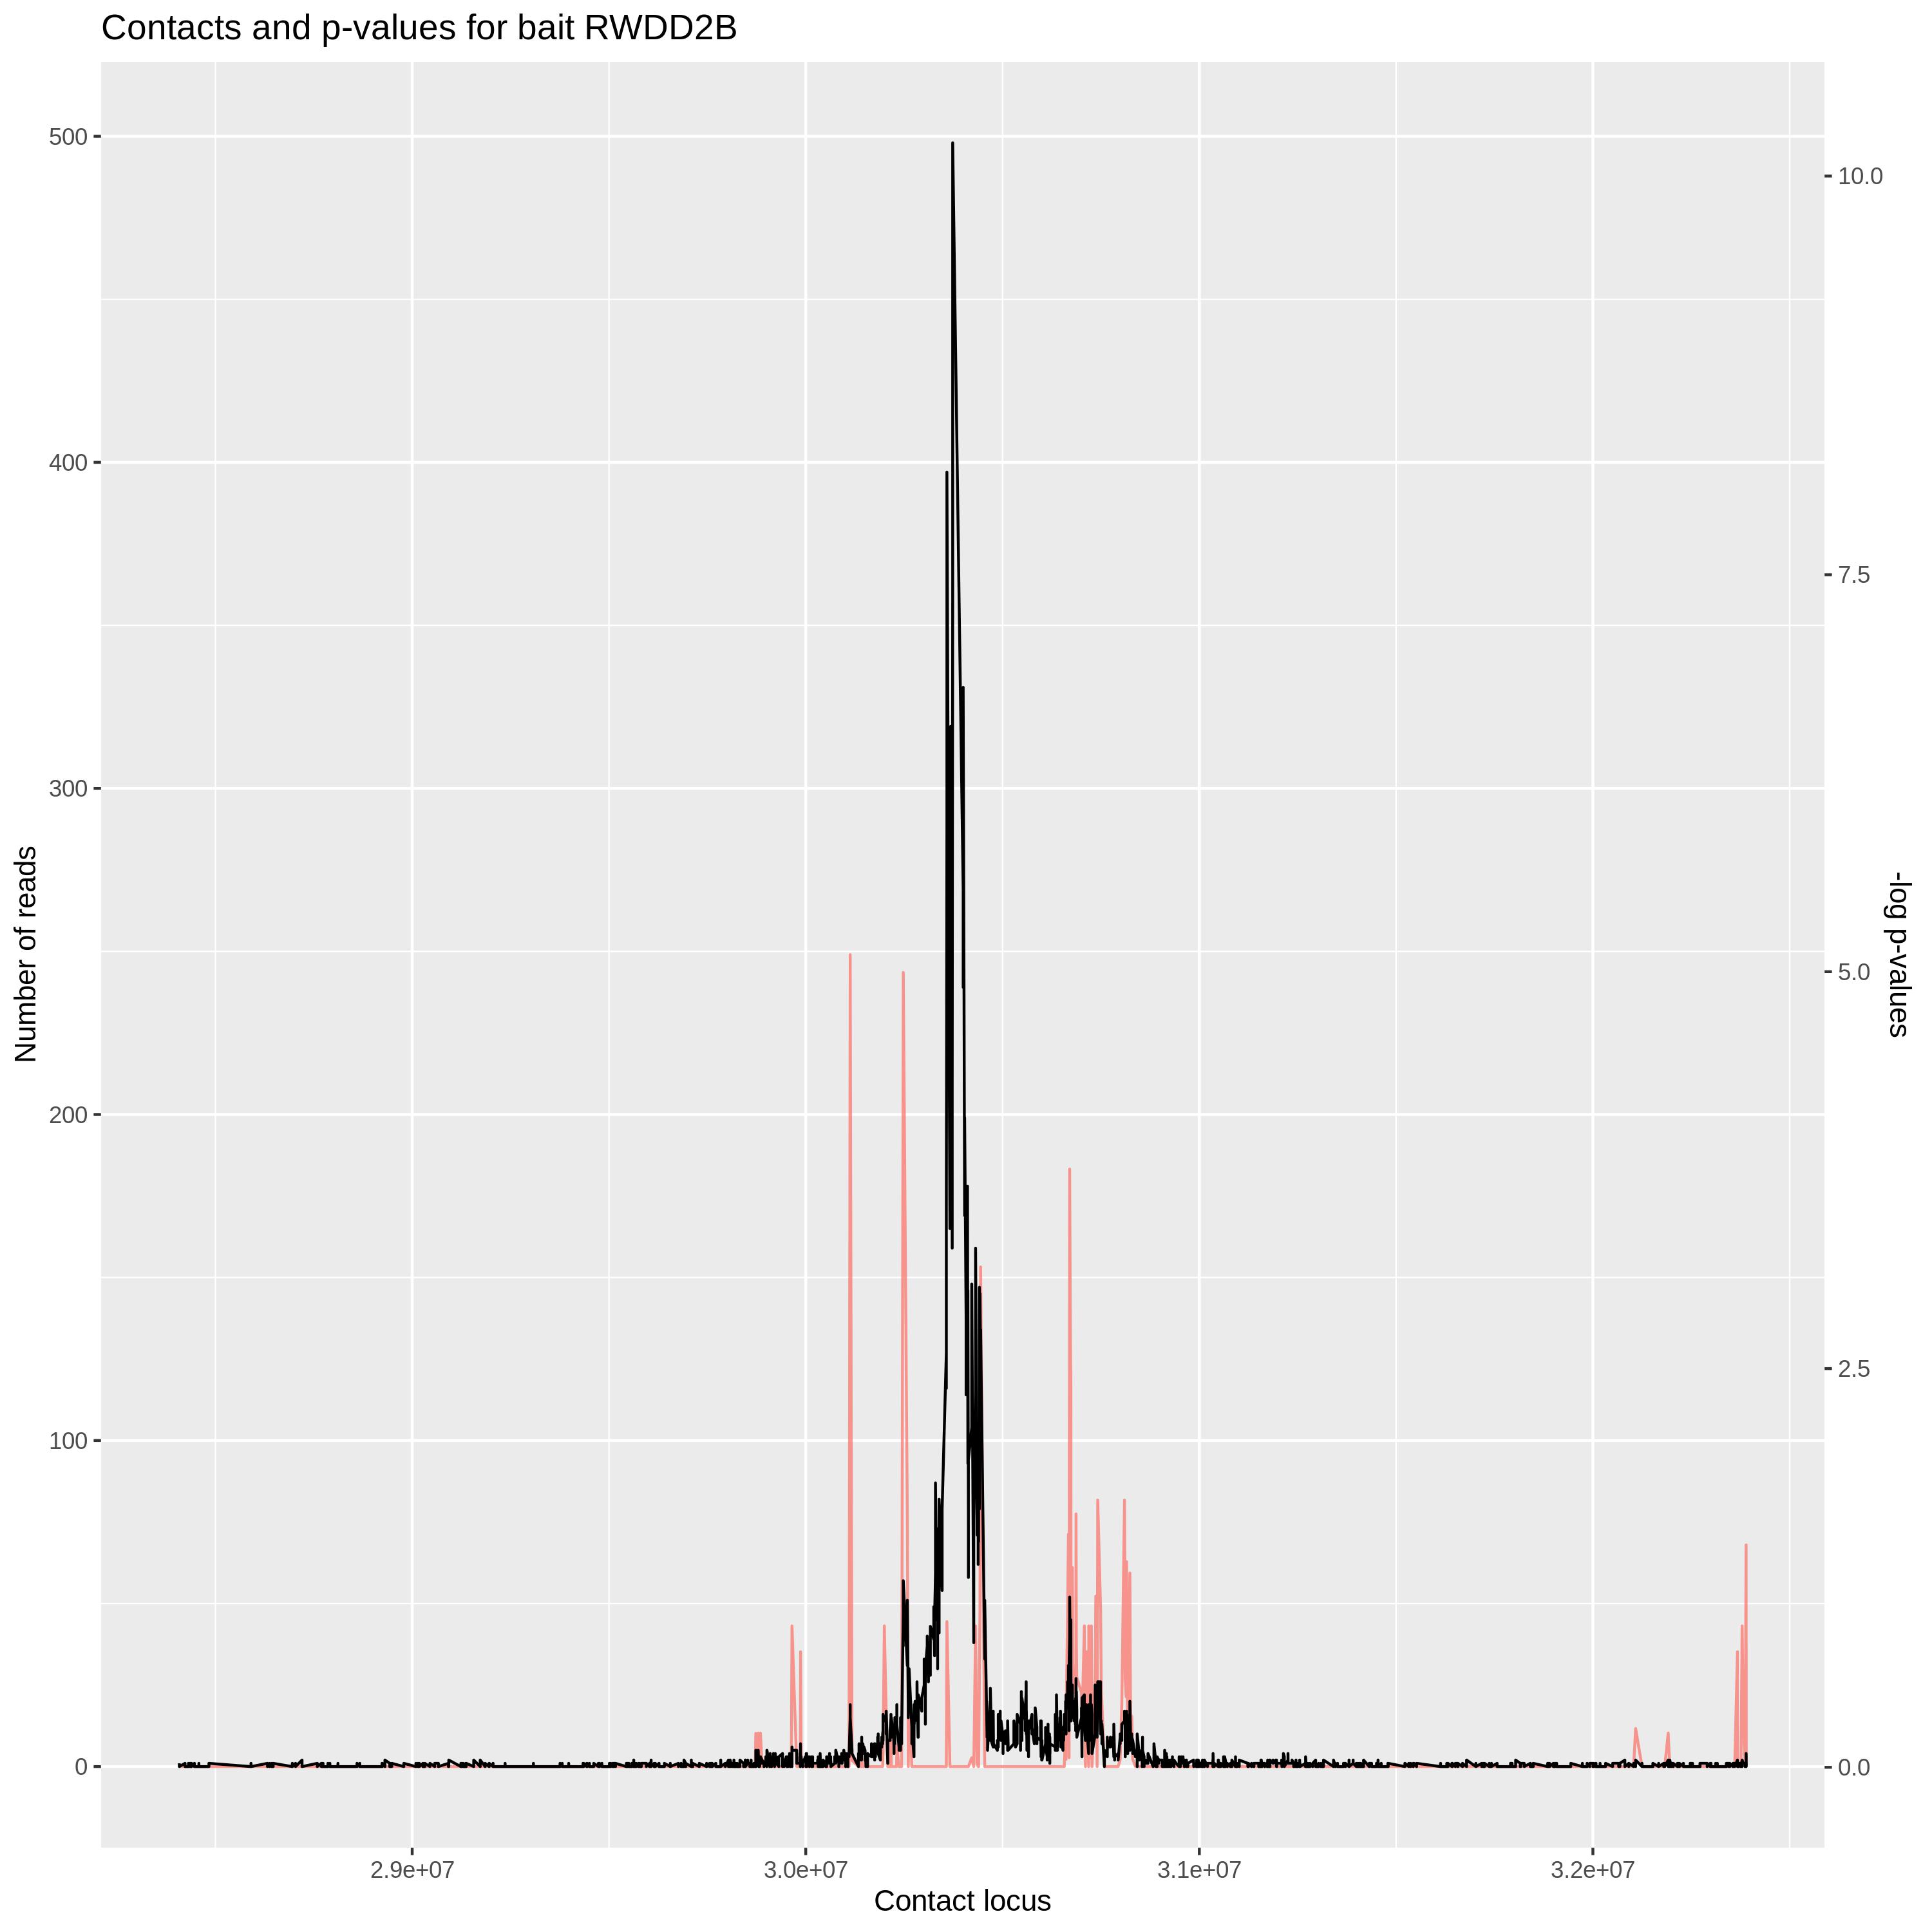 Contacts and p-values for bait RWDD2B
500
400
300
200
100
0
Number of reads
10.0
7.5
5.0
2.5
0.0
-log p-values
2.9e+07
3.0e+07
3.1e+07
3.2e+07
Contact locus